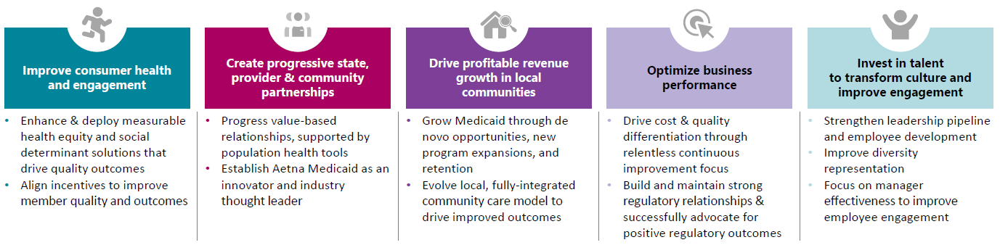 Improve consumer health
and engagement
• Enhance & deploy measurable
health equity and social
determinant solutions that
drive quality outcomes
• Align incentives to improve
member quality and outcomes
Create progressive state,
provider & community
partnerships
• Progress value-based
relationships, supported by
population health tools
• Establish Aetna Medicaid as an
innovator and industry
thought leader
Drive profitable revenue
growth in local
communities
• Grow Medicaid through de
novo opportunities, new
program expansions, and
retention
• Evolve local, fully-integrated
community care model to
drive improved outcomes
Optimize business
performance
• Drive cost & quality
differentiation through
relentless continuous
improvement focus
• Build and maintain strong
regulatory relationships &
successfully advocate for
positive regulatory outcomes
Invest in talent
to transform culture and
improve engagement
• Strengthen leadership pipeline
and employee development
• Improve diversity
representation
• Focus on manager
effectiveness to improve
employee engagement